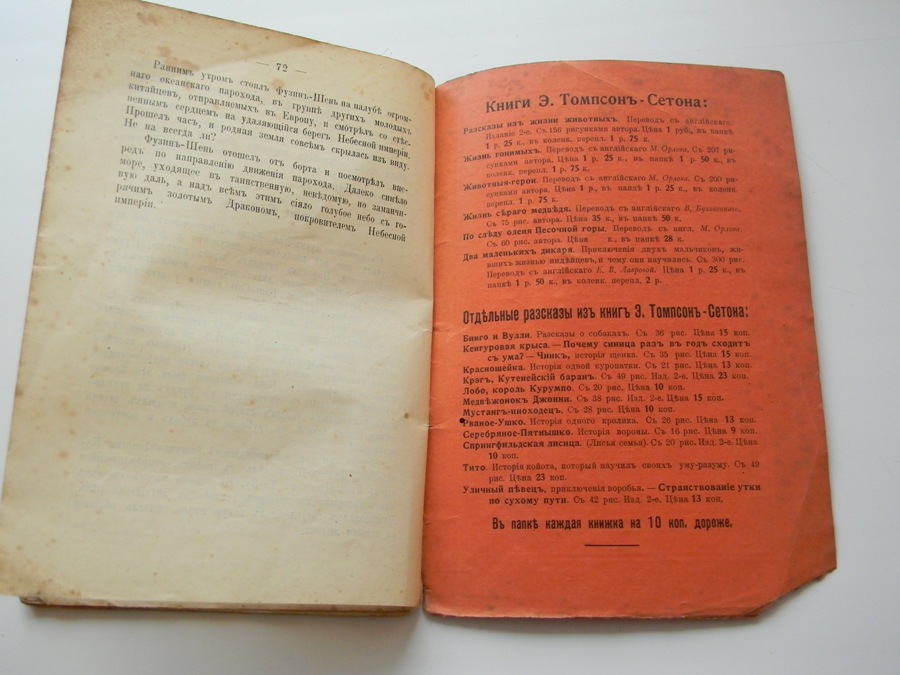 — 72 —
Раннимъ утромъ стоялъ Фузинъ-Шень на палубѣ огром-
наго океанскаго парохода, въ группѣ другихъ молодыхъ
китайцевъ, отправляемыхъ въ Европу, и смотрѣлъ со стѣс-
неннымъ сердцемъ на удаляющійся берегъ Небесной имперіи.
Прошелъ часъ, и родная земля совсѣмъ скрылась изъ виду.
Не на всегда ли?
Фузинъ-Шень отошелъ отъ борта и посмотрѣлъ впе-
редъ по направленію движенія парохода. Далеко синѣло
море, уходящее въ таинственную, невѣдомую, но заманчи-
вую даль, а надъ всѣмъ этимъ сіяло голубое небо съ го-
рячимъ золотымъ Дракономъ, покровителемъ Небесной
имперіи.
Книги Э. Томпсонъ-Сетона:
Разсказы изъ жизни животныхъ. Переводъ съ англійскаго.
Изданіе 2-е. Съ 156 рисунками автора. Цѣна 1 руб., въ папкѣ
1 р. 25 к., въ коленк. перепл. 1 р. 75 к.
Жизнь гонимыхъ. Переводъ съ англійскаго М. Орлова. Съ 207 ри-
сунками автора. Цѣна 1 р. 25 к., въ папкѣ 1 р. 50 к., въ
коленк. перепл. 1 р. 75 к.
Животныя-герои. Переводъ съ англійскаго М. Орлова. Съ 200 ри-
сунками автора. Цѣна 1 р., въ папкѣ 1 р. 25 к., въ коленк.
перепл. 1 р. 75 к.
Жизнь сѣраго медвѣдя. Переводъ съ англійскаго В.
Съ 75 рис. автора. Цѣна 35 к., въ папкѣ 50 к.
По слѣду оленя Песочной горы. Переводъ съ англ. М. Орлова.
Съ 60 рис. автора. Цѣна к., въ папкѣ 28 к.
Два маленькихъ дикаря. Приключенія двухъ мальчиковъ, жи-
вшихъ жизнью индѣйцевъ, и чему они научились. Съ 300 рис.
Переводъ съ англійскаго Е. В. Лавровой. Цѣна 1 р. 25 к., въ
папкѣ 1 р. 50 к., въ коленк. перепл. 2 р.
Отдѣльные разсказы изъ книгъ Э. Томпсонъ-Сетона:
Бинго и Вулли. Разсказы о собакахъ. Съ 36 рис. Цѣна 15 коп.
Кенгуровая крыса. — Почему синица разъ въ годъ сходитъ
съ ума? — Чинкъ, исторія щенка. Съ 35 рис. Цѣна 15 коп.
Красношейка. Исторія одной куропатки. Съ 21 рис. Цѣна 13 коп.
Крэгъ, Кутенейскій баранъ. Съ 49 рис. Изд. 2-е. Цѣна 23 коп.
Лобо, король Курумпо. Съ 20 рис. Цѣна 10 коп.
Медвѣжонокъ Джонни. Съ 38 рис. Изд. 2-е. Цѣна 15 коп.
Мустангъ-иноходецъ. Съ 28 рис. Цѣна 10 коп.
Рваное-Ушко. Исторія одного кролика. Съ 26 рис. Цѣна 13 коп.
Серебряное-Пятнышко. Исторія вороны. Съ 16 рис. Цѣна 9 коп.
Спрингфильдская лисица. (Лисья семья). Съ 20 рис. Изд. 2-е. Цѣна
10 коп.
Тито. Исторія койота, который научилъ своихъ уму-разуму. Съ 49
рис. Цѣна 23 коп.
Уличный пѣвецъ, приключенія воробья. — Странствованіе утки
по сухому пути. Съ 42 рис. Изд. 2-е. Цѣна 13 коп.
Въ папкѣ каждая книжка на 10 коп. дороже.